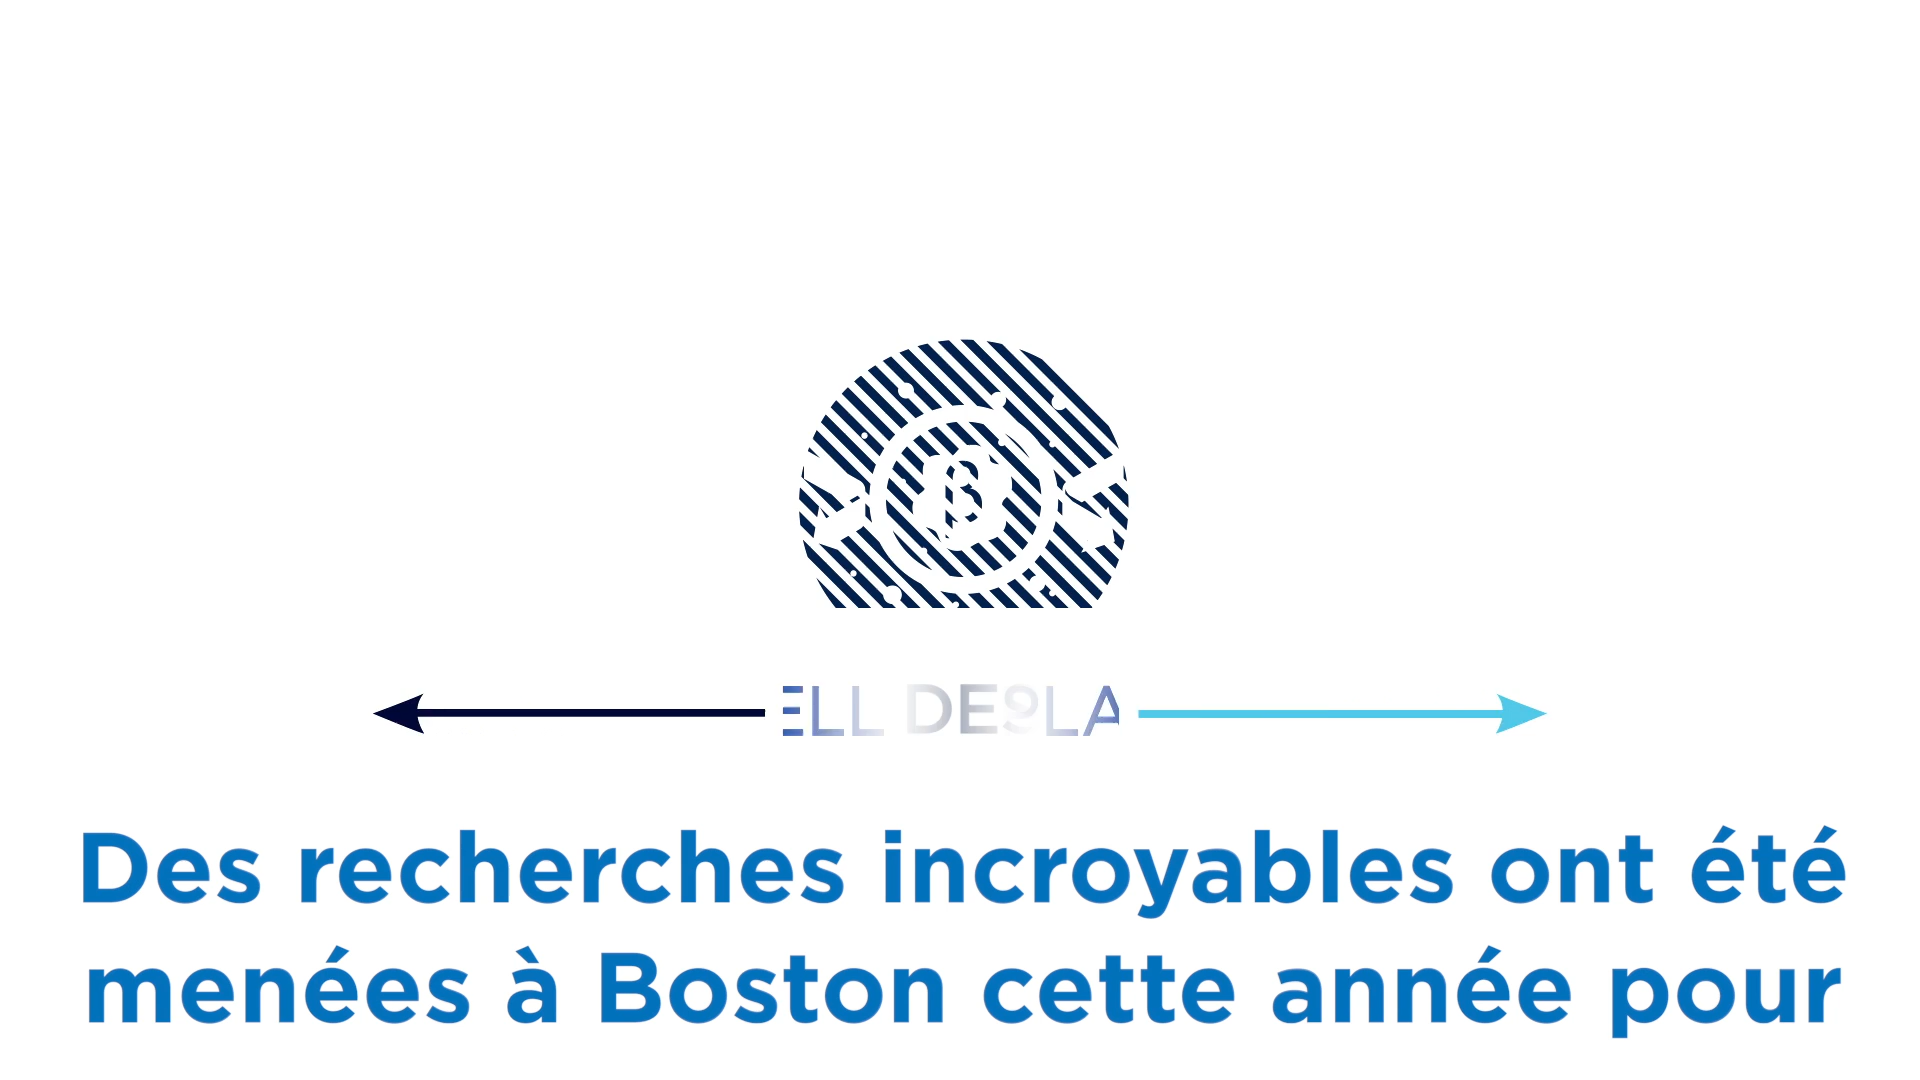 Des recherches incroyables ont été
menées à Boston cette année pour